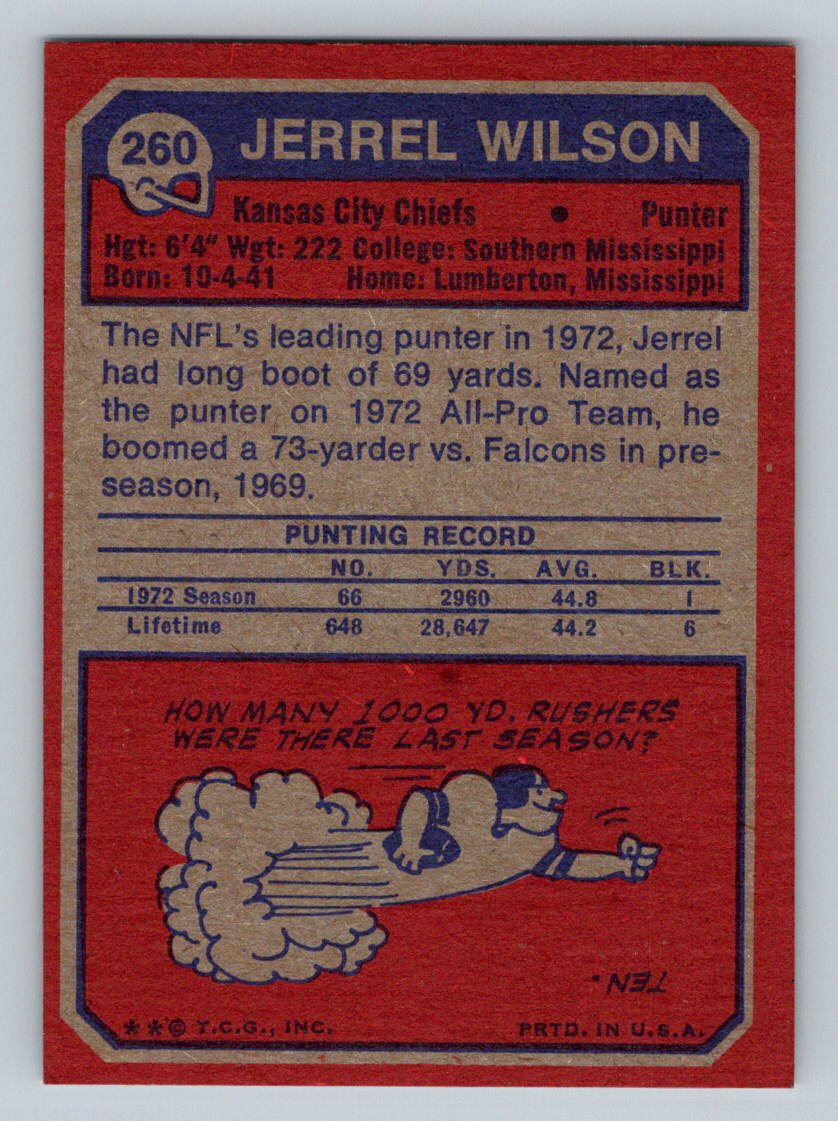 260
JERREL WILSON
Kansas City Chiefs • Punter
Hgt: 6'4" Wgt: 222 College: Southern Mississippi
Born: 10-4-41 Home: Lumberton, Mississippi
The NFL's leading punter in 1972, Jerrel
had long boot of 69 yards. Named as
the punter on 1972 All-Pro Team, he
boomed a 73-yarder vs. Falcons in pre-
season, 1969.
PUNTING RECORD
NO. YDS. AVG. BLK.
1972 Season 66 2960 44.8 1
Lifetime 648 28,647 44.2 6
HOW MANY 1000 YD. RUSHERS
WERE THERE LAST SEASON?
TEN.
* * © T.C.G., INC. PRTD. IN U.S.A.